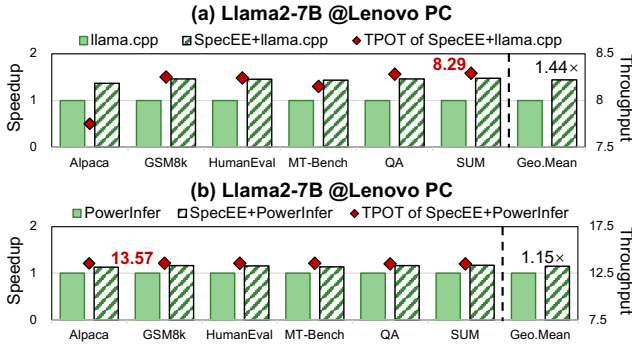 (a) Llama2-7B @Lenovo PC
llama.cpp SpecEE+llama.cpp TPOT of SpecEE+llama.cpp
Speedup
2
1
0
8.29
1.44×
8.5
8
7.5
Throughput
Alpaca GSM8k HumanEval MT-Bench QA SUM Geo.Mean
(b) Llama2-7B @Lenovo PC
PowerInfer SpecEE+PowerInfer TPOT of SpecEE+PowerInfer
Speedup
2
1
0
13.57
1.15×
17.5
12.5
7.5
Throughput
Alpaca GSM8k HumanEval MT-Bench QA SUM Geo.Mean